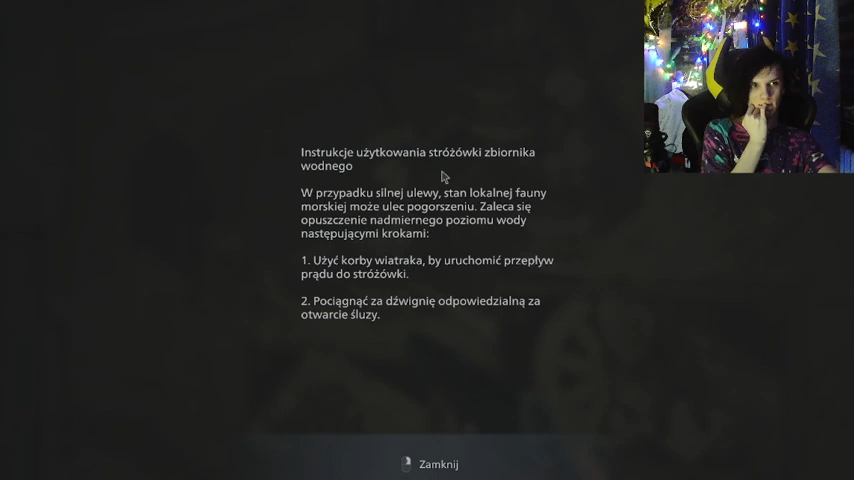 Instrukcje użytkowania stróżówki zbiornika
wodnego
W przypadku silnej ulewy, stan lokalnej fauny
morskiej może ulec pogorszeniu. Zaleca się
opuszczenie nadmiernego poziomu wody
następującymi krokami:
1. Użyć korby wiatraka, by uruchomić przepływ
prądu do stróżówki.
2. Pociągnąć za dźwignię odpowiedzialną za
otwarcie śluzy.
Zamknij